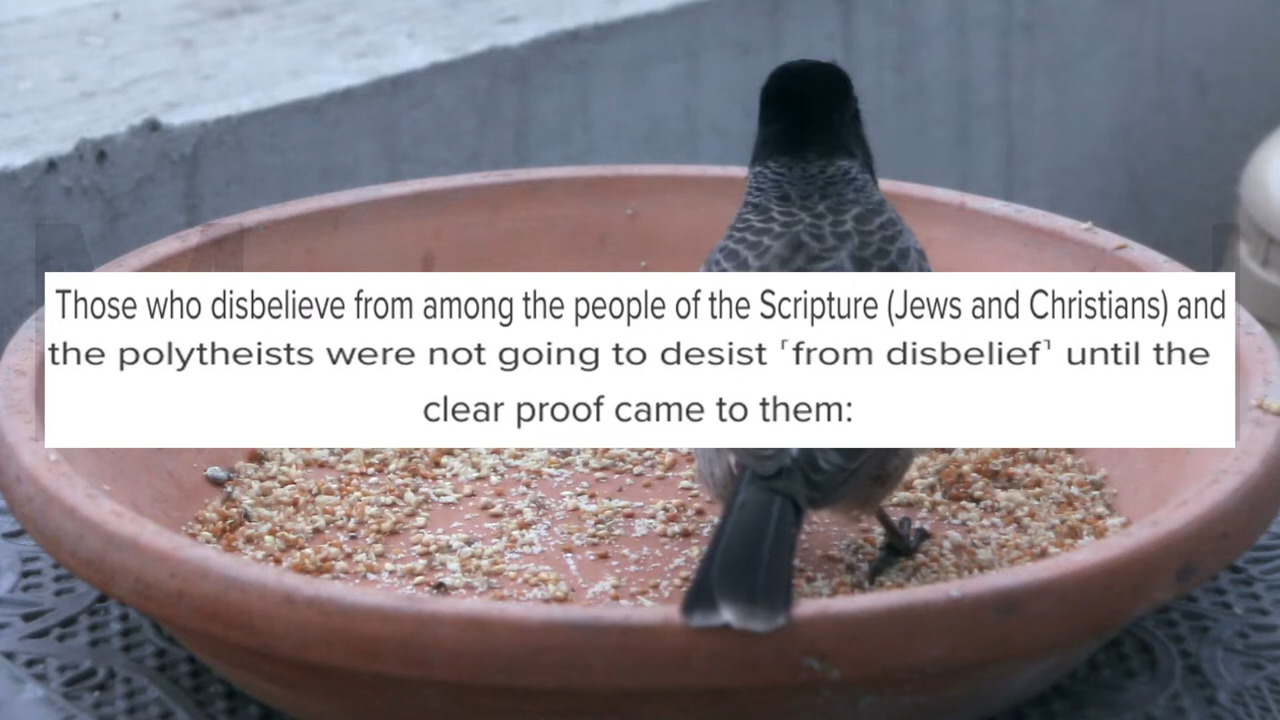 Those who disbelieve from among the people of the Scripture (Jews and Christians) and
the polytheists were not going to desist ˹from disbelief˺ until the
clear proof came to them: